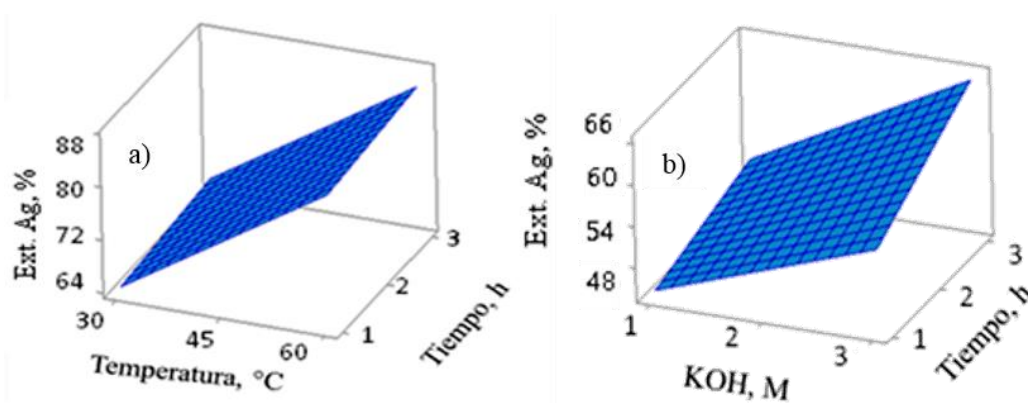 a)
Ext. Ag, %
88
80
72
64
30
45
60
Temperatura, °C
1
2
3
Tiempo, h
b)
Ext. Ag, %
66
60
54
48
1
2
3
KOH, M
1
2
3
Tiempo, h